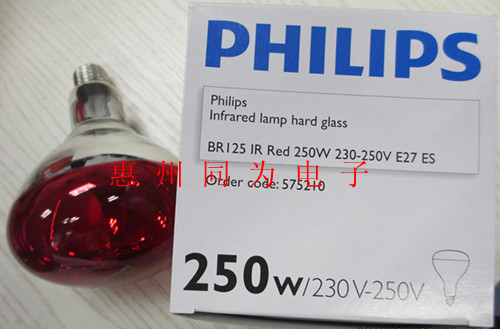 PHILIPS
Philips
Infrared lamp hard glass
BR125 IR Red 250W 230-250V E27 ES
惠州同为电子
Order code: 575210
250w/230V-250V